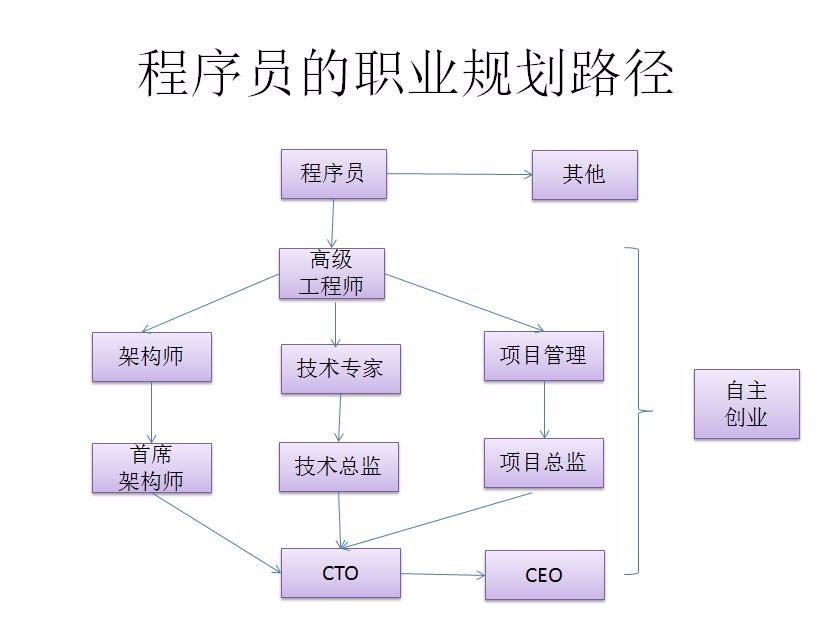 程序员的职业规划路径
程序员
其他
高级
工程师
架构师
技术专家
项目管理
自主
创业
首席
架构师
技术总监
项目总监
CTO
CEO